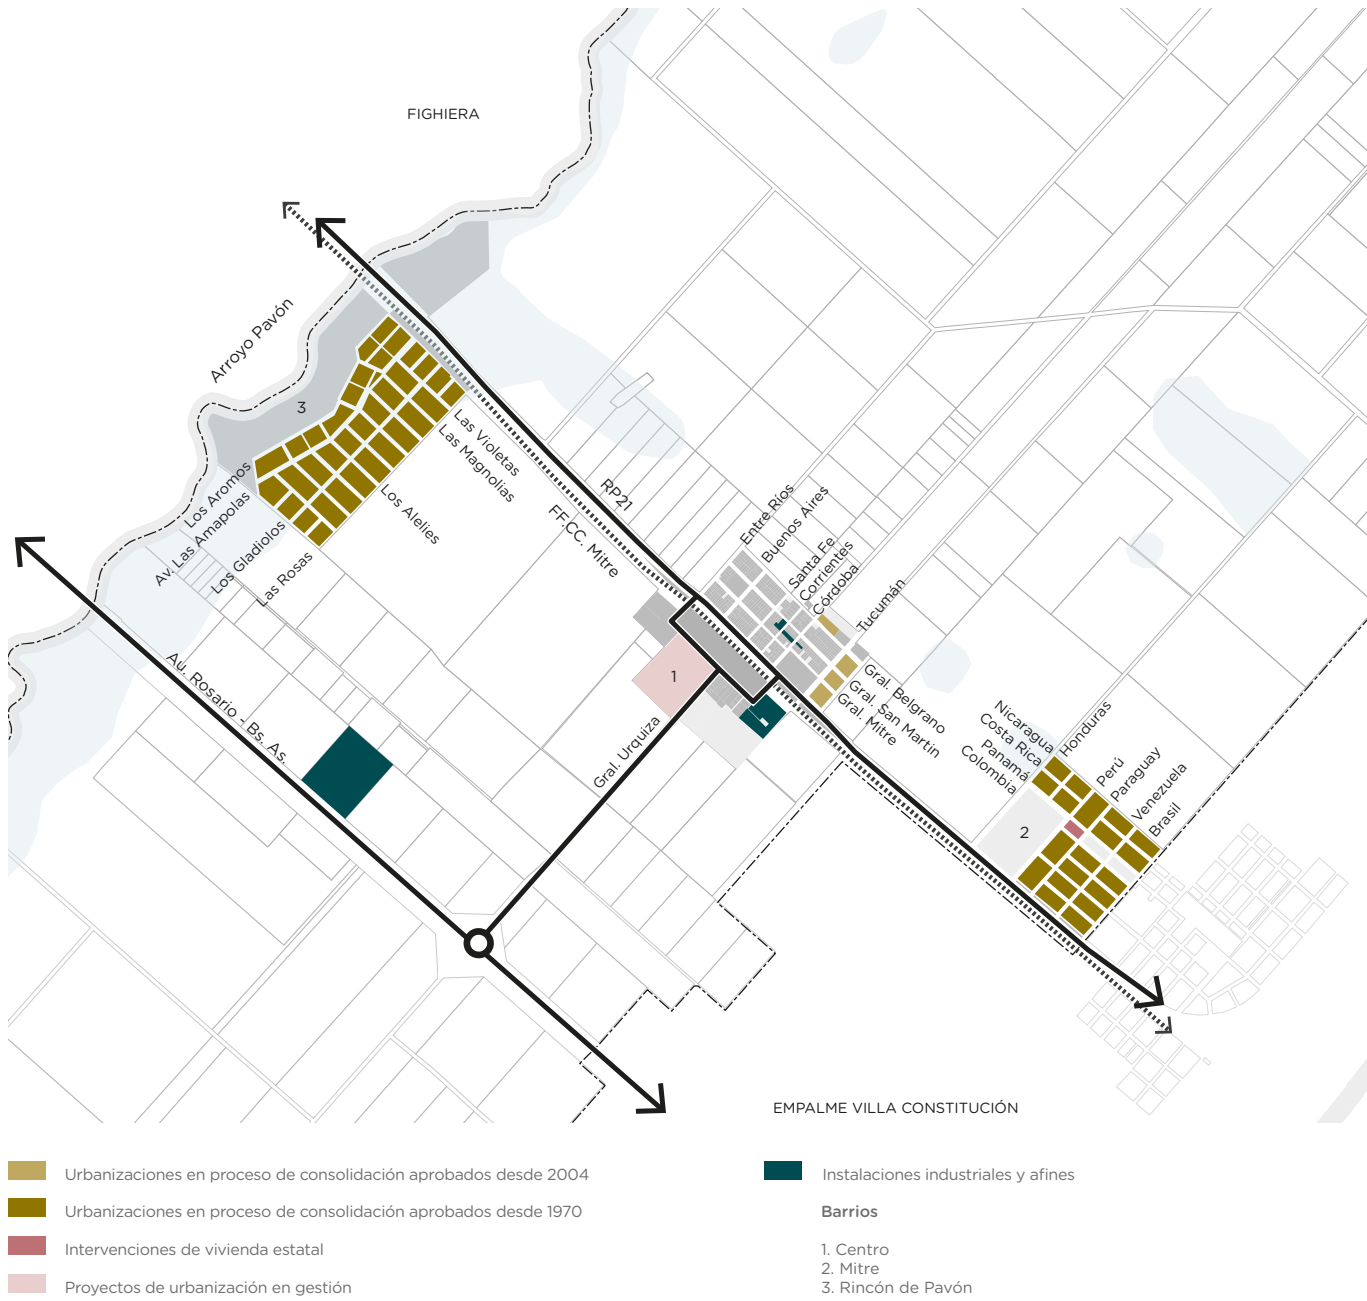 FIGHIERA
Arroyo Pavón
3
Las Violetas
Las Magnolias
Los Alelies
Los Aromos
Av. Las Amapolas
Los Gladiolos
Las Rosas
RP21
FF.CC. Mitre
Entre Ríos
Buenos Aires
Santa Fe
Corrientes
Córdoba
Tucumán
Au. Rosario - Bs. As.
1
Gral. Urquiza
Gral. Belgrano
Gral. San Martin
Gral. Mitre
Nicaragua
Costa Rica
Panamá
Colombia
Honduras
Perú
Paraguay
Venezuela
Brasil
2
EMPALME VILLA CONSTITUCIÓN
Urbanizaciones en proceso de consolidación aprobados desde 2004
Urbanizaciones en proceso de consolidación aprobados desde 1970
Intervenciones de vivienda estatal
Proyectos de urbanización en gestión
Instalaciones industriales y afines
Barrios
1. Centro
2. Mitre
3. Rincón de Pavón